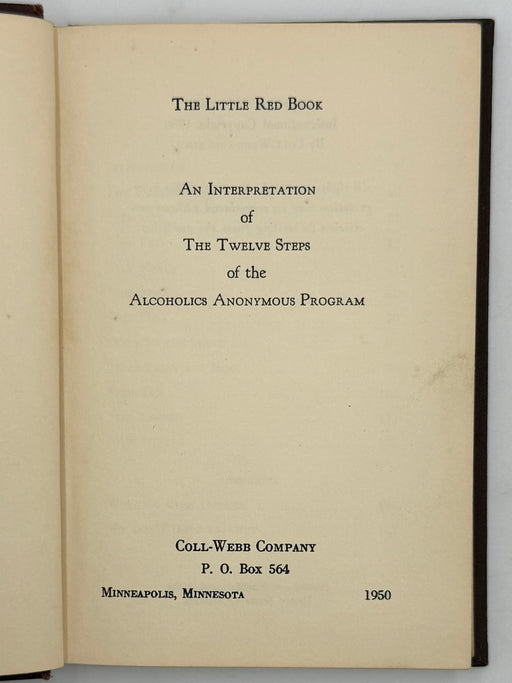 THE LITTLE RED BOOK
AN INTERPRETATION
of
THE TWELVE STEPS
of the
ALCOHOLICS ANONYMOUS PROGRAM
COLL-WEBB COMPANY
P. O. Box 564
MINNEAPOLIS, MINNESOTA 1950